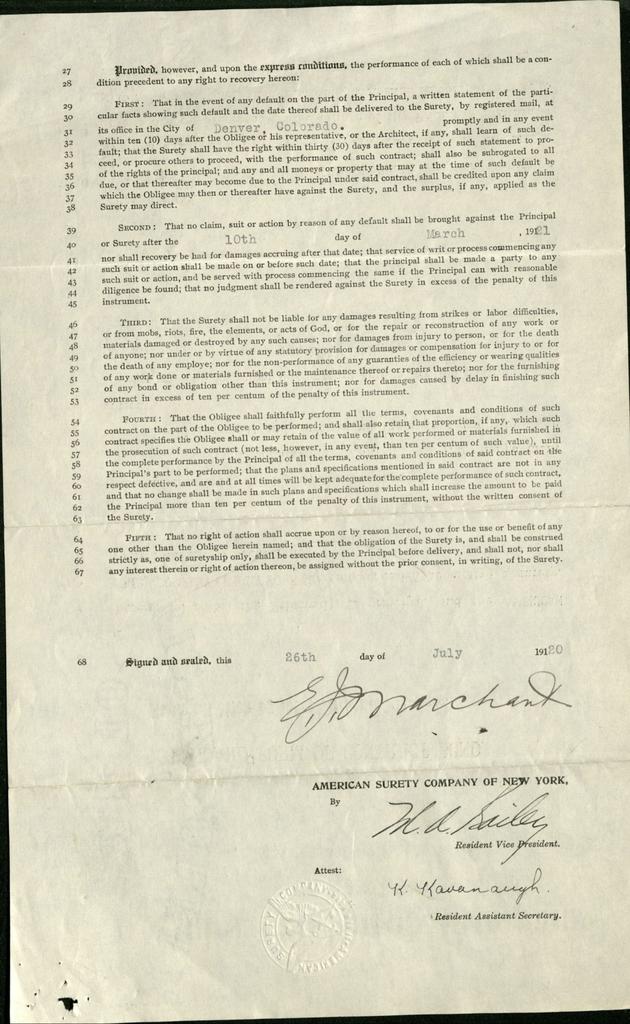 27 Provided, however, and upon the express conditions, the performance of each of which shall be a con-
28 dition precedent to any right to recovery hereon:
29 FIRST: That in the event of any default on the part of the Principal, a written statement of the parti-
30 cular facts showing such default and the date thereof shall be delivered to the Surety, by registered mail, at
31 its office in the City of Denver, Colorado. promptly and in any event
32 within ten (10) days after the Obligee or his representative, or the Architect, if any, shall learn of such de-
33 fault; that the Surety shall have the right within thirty (30) days after the receipt of such statement to pro-
34 ceed, or procure others to proceed, with the performance of such contract; shall also be subrogated to all
35 of the rights of the principal; and any and all moneys or property that may at the time of such default be
36 due, or that thereafter may become due to the Principal under said contract, shall be credited upon any claim
37 which the Obligee may then or thereafter have against the Surety, and the surplus, if any, applied as the
38 Surety may direct.
39 SECOND: That no claim, suit or action by reason of any default shall be brought against the Principal
40 or Surety after the 10th day of March , 1921
41 nor shall recovery be had for damages accruing after that date; that service of writ or process commencing any
42 such suit or action shall be made on or before such date; that the principal shall be made a party to any
43 such suit or action, and be served with process commencing the same if the Principal can with reasonable
44 diligence be found; that no judgment shall be rendered against the Surety in excess of the penalty of this
45 instrument.
46 THIRD: That the Surety shall not be liable for any damages resulting from strikes or labor difficulties,
47 or from mobs, riots, fire, the elements, or acts of God, or for the repair or reconstruction of any work or
48 materials damaged or destroyed by any such causes; nor for damages from injury to person, or for the death
49 of anyone; nor under or by virtue of any statutory provision for damages or compensation for injury to or for
50 the death of any employe; nor for the non-performance of any guaranties of the efficiency or wearing qualities
51 of any work done or materials furnished or the maintenance thereof or repairs thereto; nor for the furnishing
52 of any bond or obligation other than this instrument; nor for damages caused by delay in finishing such
53 contract in excess of ten per centum of the penalty of this instrument.
54 FOURTH: That the Obligee shall faithfully perform all the terms, covenants and conditions of such
55 contract on the part of the Obligee to be performed; and shall also retain that proportion, if any, which such
56 contract specifies the Obligee shall or may retain of the value of all work performed or materials furnished in
57 the prosecution of such contract (not less, however, in any event, than ten per centum of such value), until
58 the complete performance by the Principal of all the terms, covenants and conditions of said contract on the
59 Principal's part to be performed; that the plans and specifications mentioned in said contract are not in any
60 respect defective, and are and at all times will be kept adequate for the complete performance of such contract,
61 and that no change shall be made in such plans and specifications which shall increase the amount to be paid
62 the Principal more than ten per centum of the penalty of this instrument, without the written consent of
63 the Surety.
64 FIFTH: That no right of action shall accrue upon or by reason hereof, to or for the use or benefit of any
65 one other than the Obligee herein named; and that the obligation of the Surety is, and shall be construed
66 strictly as, one of suretyship only, shall be executed by the Principal before delivery, and shall not, nor shall
67 any interest therein or right of action thereon, be assigned without the prior consent, in writing, of the Surety.
68 Signed and sealed, this 26th day of July 19120
E. J. Marchant
AMERICAN SURETY COMPANY OF NEW YORK,
By
Resident Vice President.
Attest:
K. Kavanaugh.
Resident Assistant Secretary.